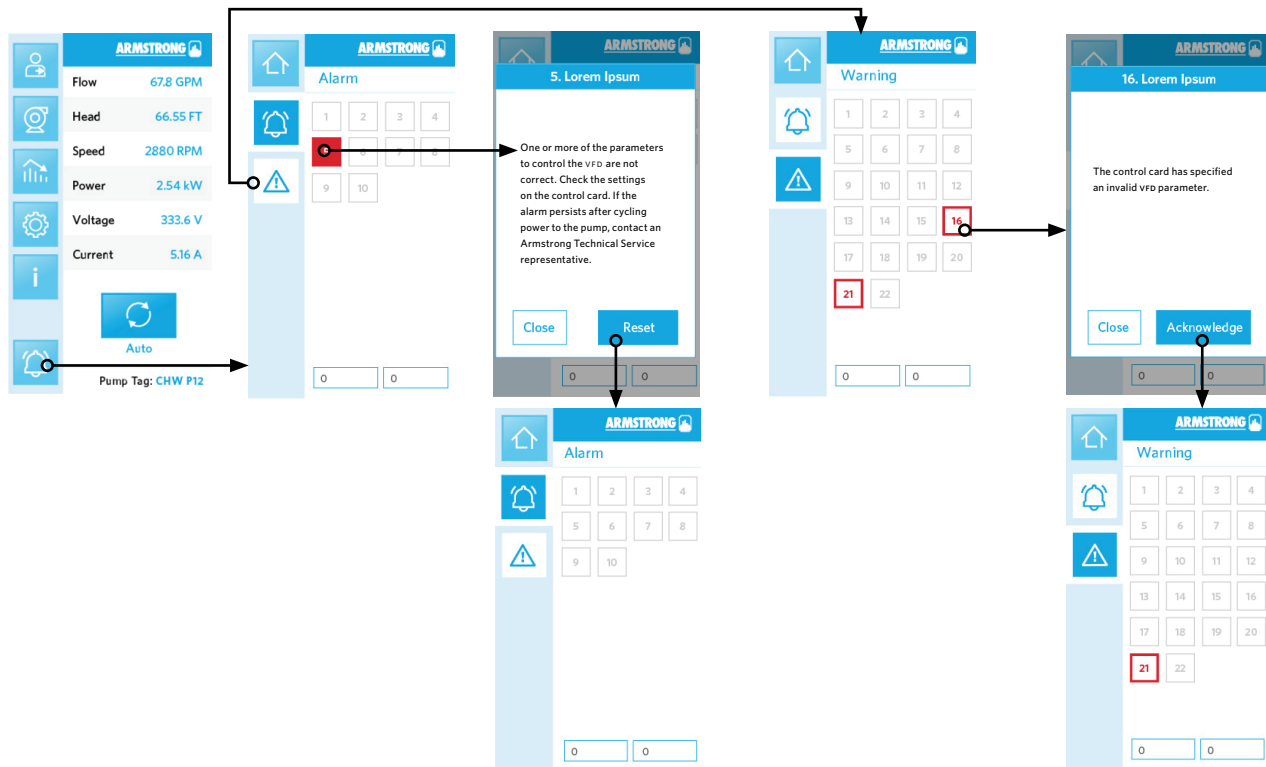 ARMSTRONG
Flow 67.8 GPM
Head 66.55 FT
Speed 2880 RPM
Power 2.54 kW
Voltage 333.6 V
Current 5.16 A
Auto
Pump Tag: CHW P12
ARMSTRONG
Alarm
1 2 3 4
5 6 7 8
9 10
0 0
ARMSTRONG
5. Lorem Ipsum
One or more of the parameters
to control the VFD are not
correct. Check the settings
on the control card. If the
alarm persists after cycling
power to the pump, contact an
Armstrong Technical Service
representative.
Close Reset
0 0
ARMSTRONG
Alarm
1 2 3 4
5 6 7 8
9 10
0 0
ARMSTRONG
Warning
1 2 3 4
5 6 7 8
9 10 11 12
13 14 15 16
17 18 19 20
21 22
0 0
ARMSTRONG
16. Lorem Ipsum
The control card has specified
an invalid VFD parameter.
Close Acknowledge
0 0
ARMSTRONG
Warning
1 2 3 4
5 6 7 8
9 10 11 12
13 14 15 16
17 18 19 20
21 22
0 0